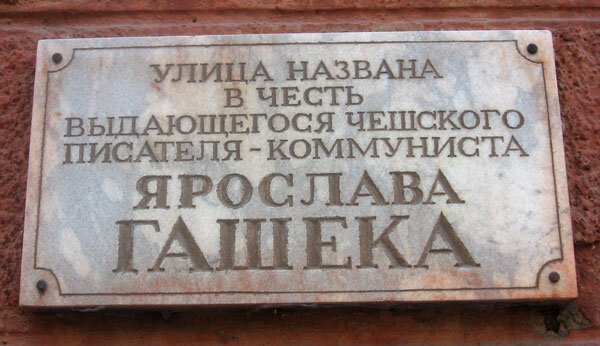 УЛИЦА НАЗВАНА
В ЧЕСТЬ
ВЫДАЮЩЕГОСЯ ЧЕШСКОГО
ПИСАТЕЛЯ-КОММУНИСТА
ЯРОСЛАВА
ГАШЕКА